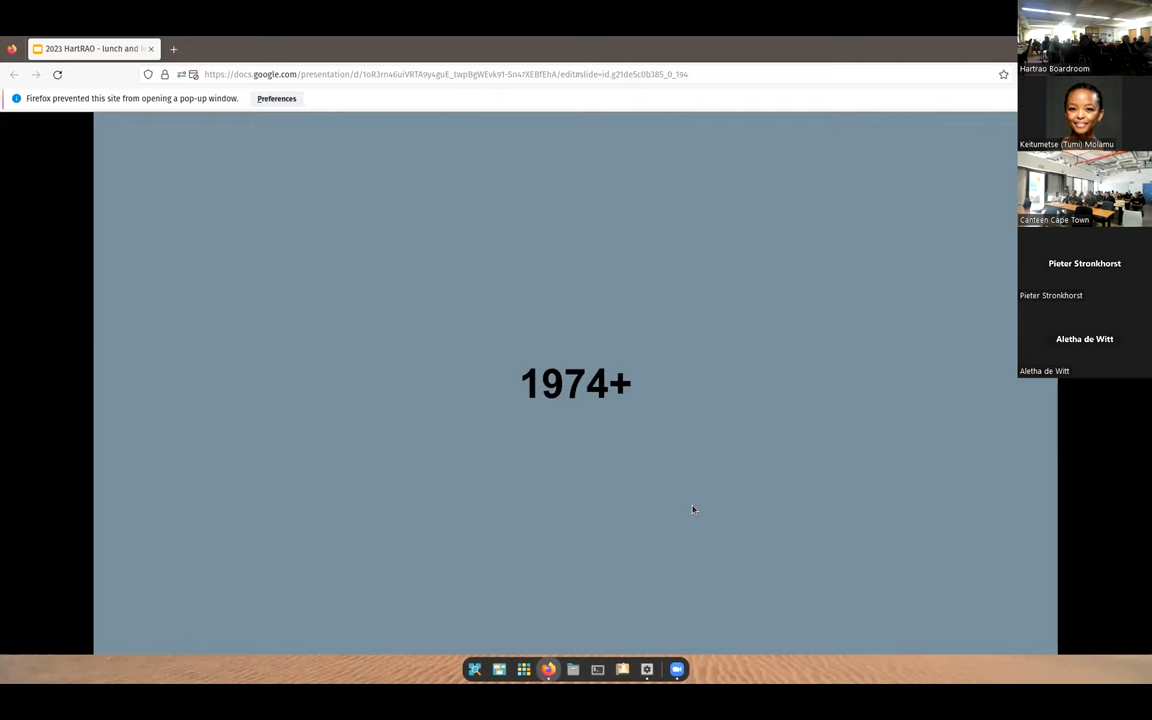 2023 HartRAO - lunch and l
https://docs.google.com/presentation/d/1oR3rn46uiVRTA9y4guE_twpBgWEvk91-Sn47XEBfEhA/edit#slide=id.g21de5c0b385_0_194
Firefox prevented this site from opening a pop-up window.
Preferences
1974+
Hartrao Boardroom
Keitumetse (Tumi) Molamu
Canteen Cape Town
Pieter Stronkhorst
Pieter Stronkhorst
Aletha de Witt
Aletha de Witt